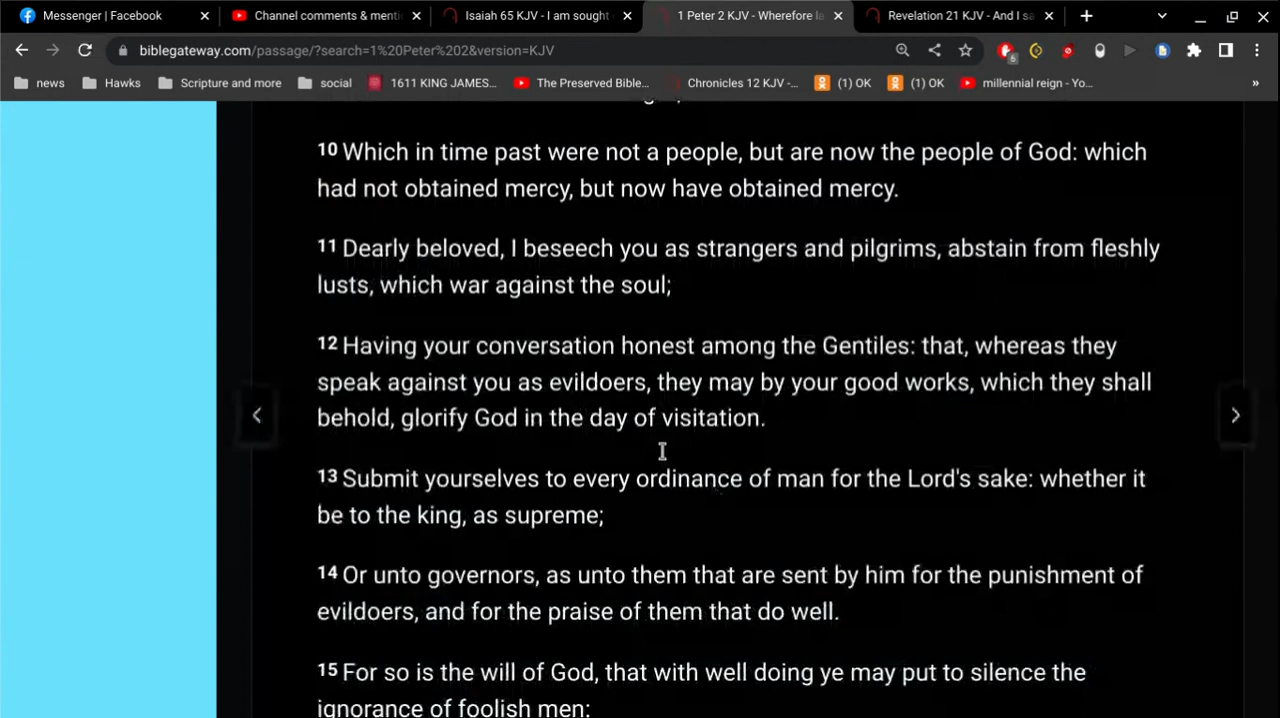 Messenger | Facebook
Channel comments & menti
Isaiah 65 KJV - I am sought
1 Peter 2 KJV - Wherefore la
Revelation 21 KJV - And I sa
biblegateway.com/passage/?search=1%20Peter%202&version=KJV
6
news
Hawks
Scripture and more
social
1611 KING JAMES...
The Preserved Bible...
Chronicles 12 KJV -...
(1) OK
(1) OK
millennial reign - Yo...
»
10 Which in time past were not a people, but are now the people of God: which
had not obtained mercy, but now have obtained mercy.
11 Dearly beloved, I beseech you as strangers and pilgrims, abstain from fleshly
lusts, which war against the soul;
12 Having your conversation honest among the Gentiles: that, whereas they
speak against you as evildoers, they may by your good works, which they shall
behold, glorify God in the day of visitation.
13 Submit yourselves to every ordinance of man for the Lord's sake: whether it
be to the king, as supreme;
14 Or unto governors, as unto them that are sent by him for the punishment of
evildoers, and for the praise of them that do well.
15 For so is the will of God, that with well doing ye may put to silence the
ignorance of foolish men: